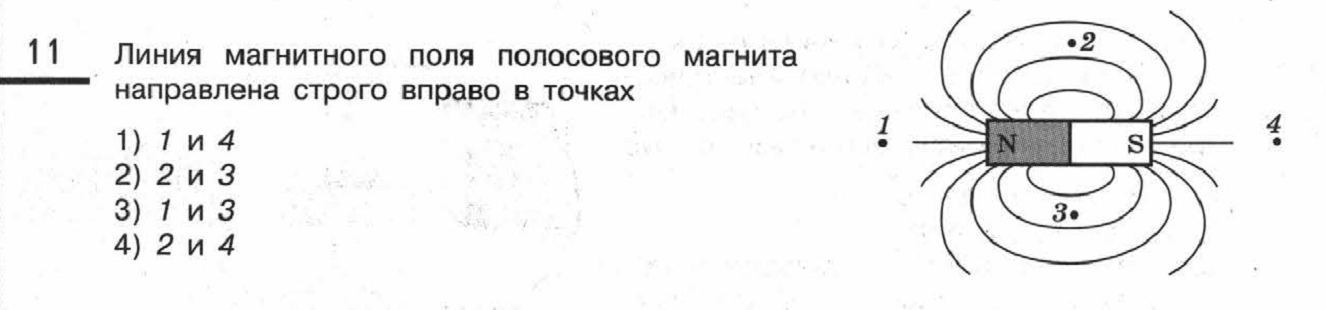 11 Линия магнитного поля полосового магнита
направлена строго вправо в точках
1) 1 и 4
2) 2 и 3
3) 1 и 3
4) 2 и 4
2
1
N
S
4
3